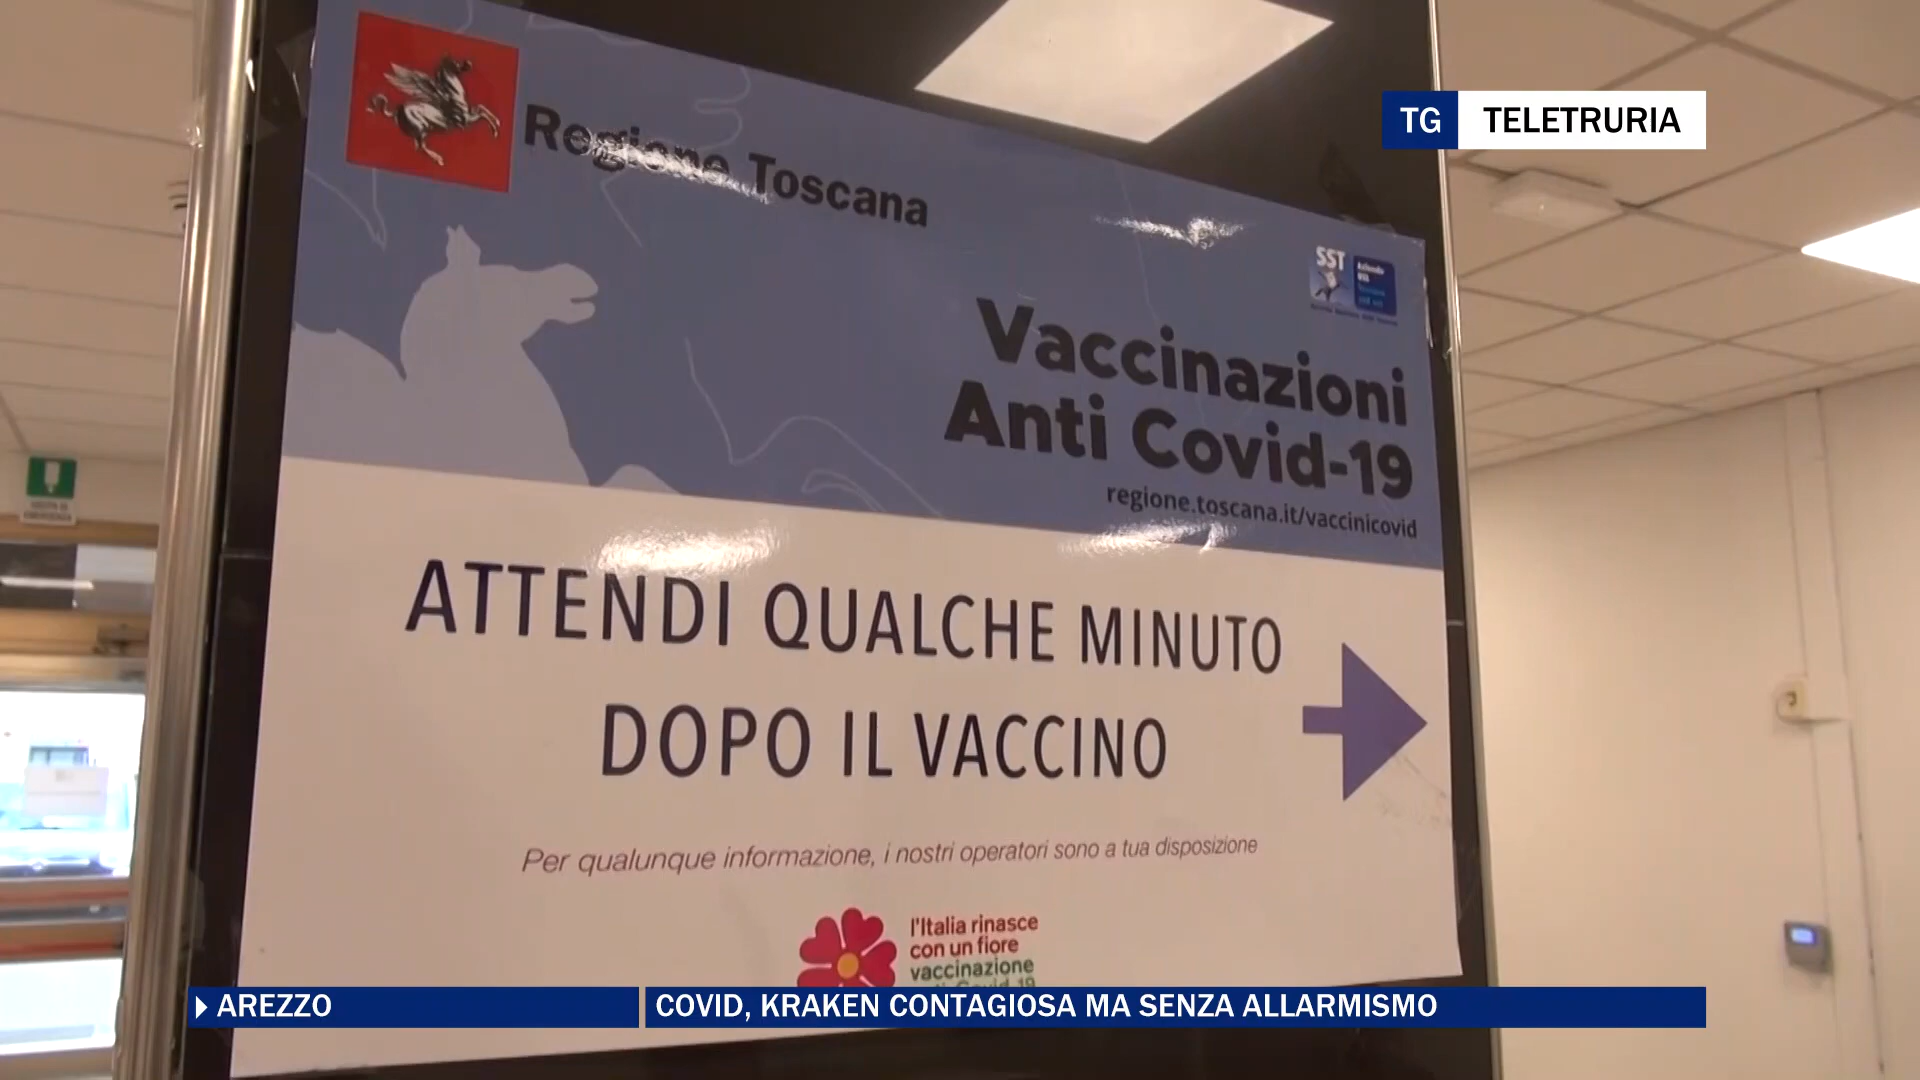 Regione Toscana
TG TELETRURIA
SST
Vaccinazioni
Anti Covid-19
regione.toscana.it/vaccinicovid
ATTENDI QUALCHE MINUTO
DOPO IL VACCINO
Per qualunque informazione, i nostri operatori sono a tua disposizione
l'Italia rinasce
con un fiore
vaccinazione
AREZZO
COVID, KRAKEN CONTAGIOSA MA SENZA ALLARMISMO